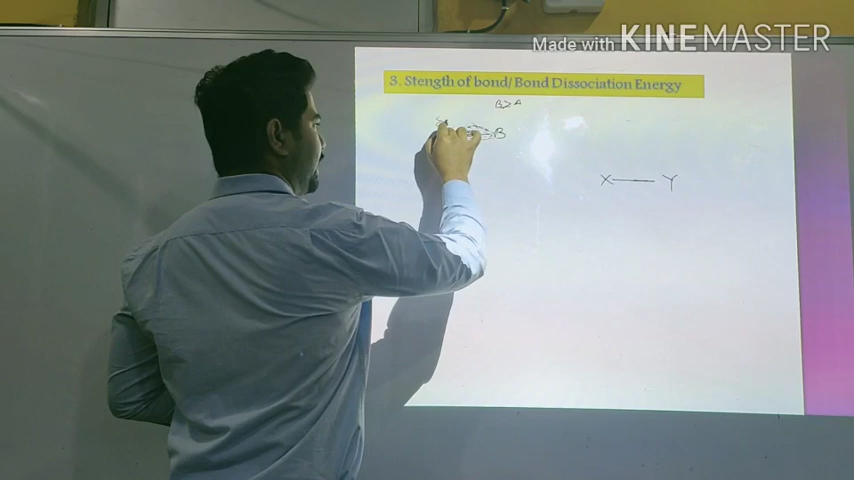 Made with KINEMASTER
3. Stength of bond/ Bond Dissociation Energy
B > A
B
X — Y